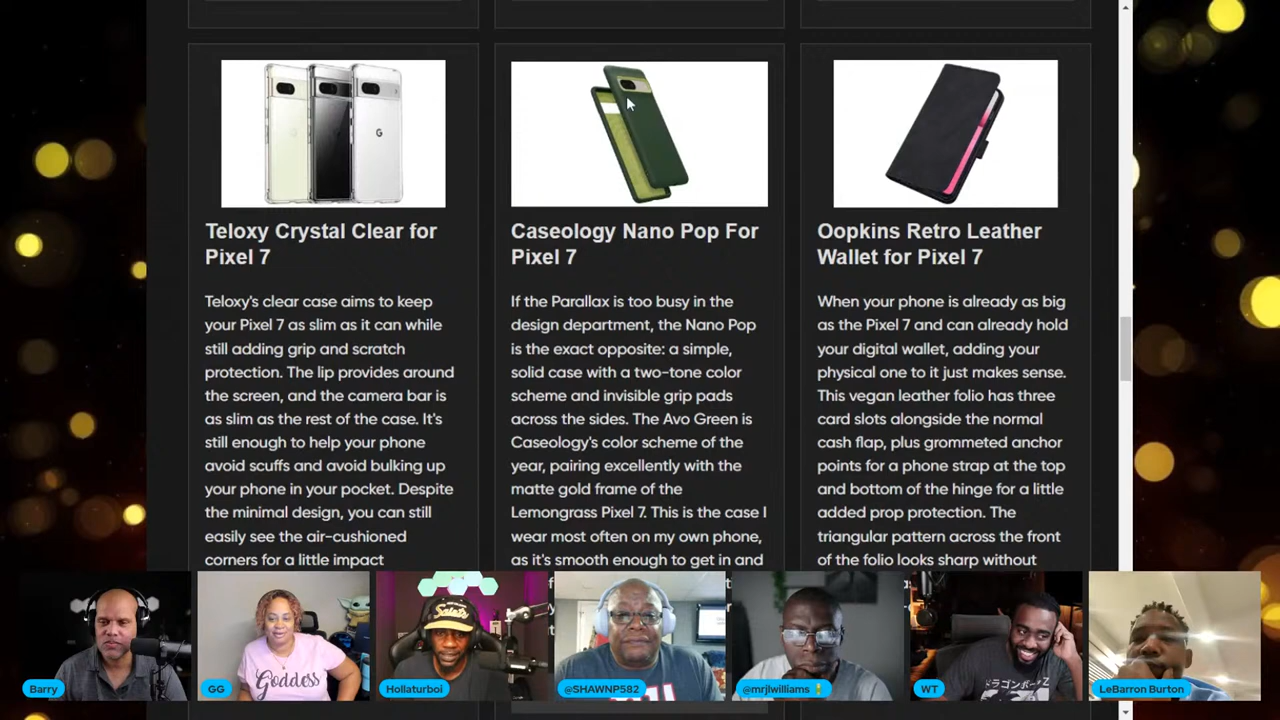 Teloxy Crystal Clear for
Pixel 7
Teloxy's clear case aims to keep
your Pixel 7 as slim as it can while
still adding grip and scratch
protection. The lip provides around
the screen, and the camera bar is
as slim as the rest of the case. It's
still enough to help your phone
avoid scuffs and avoid bulking up
your phone in your pocket. Despite
the minimal design, you can still
easily see the air-cushioned
corners for a little impact
Caseology Nano Pop For
Pixel 7
If the Parallax is too busy in the
design department, the Nano Pop
is the exact opposite: a simple,
solid case with a two-tone color
scheme and invisible grip pads
across the sides. The Avo Green is
Caseology's color scheme of the
year, pairing excellently with the
matte gold frame of the
Lemongrass Pixel 7. This is the case I
wear most often on my own phone,
as it's smooth enough to get in and
Oopkins Retro Leather
Wallet for Pixel 7
When your phone is already as big
as the Pixel 7 and can already hold
your digital wallet, adding your
physical one to it just makes sense.
This vegan leather folio has three
card slots alongside the normal
cash flap, plus grommeted anchor
points for a phone strap at the top
and bottom of the hinge for a little
added prop protection. The
triangular pattern across the front
of the folio looks sharp without
Saints
Goddess
ドラゴンボーZ
Barry
GG
Hollaturboi
@SHAWNP582
@mrjlwilliams
WT
LeBarron Burton